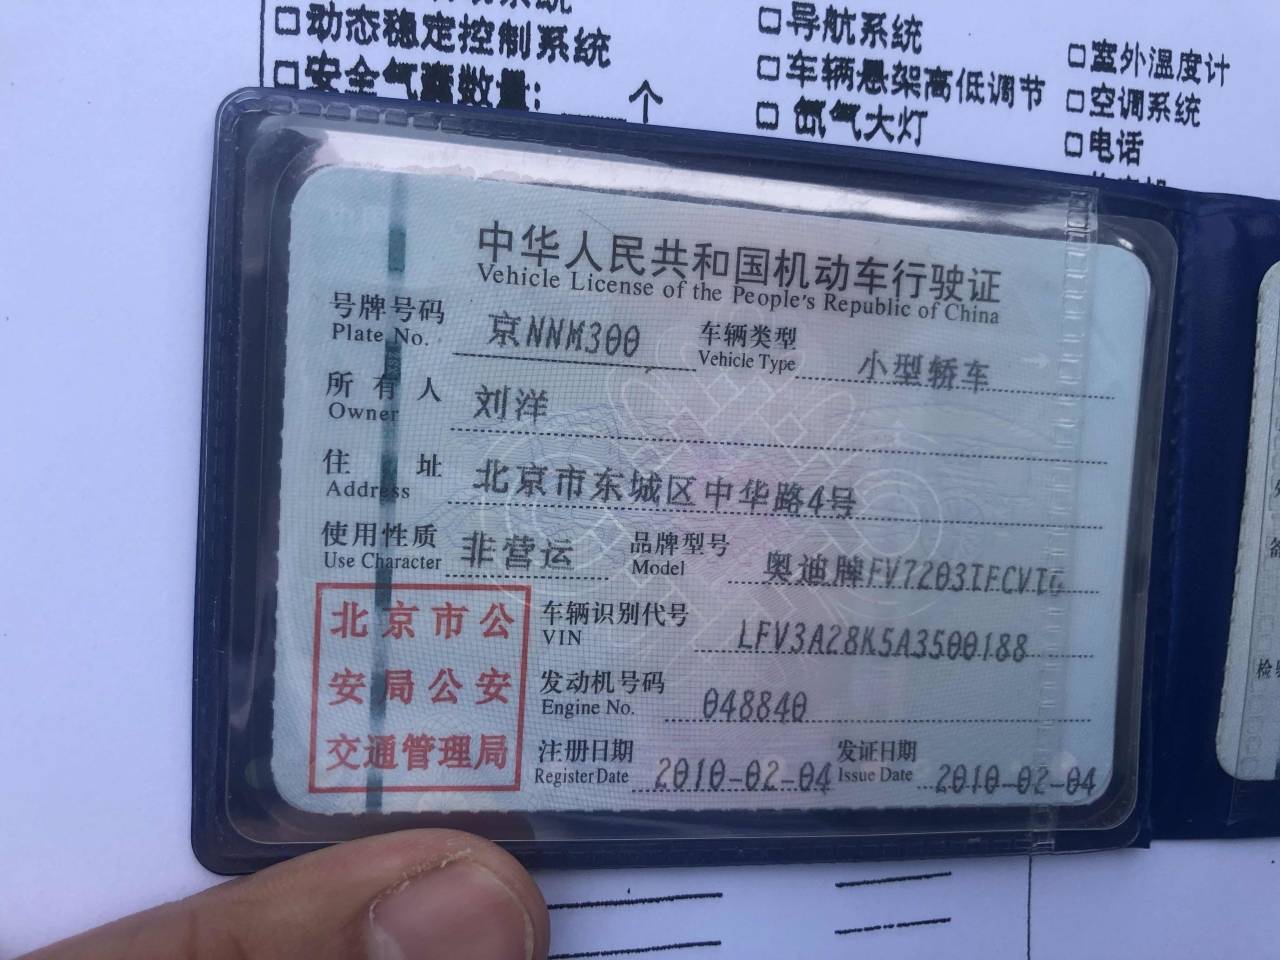 □动态稳定控制系统
□安全气囊数量:
□导航系统
□车辆悬架高低调节
□氙气大灯
□室外温度计
□空调系统
□电话
中华人民共和国机动车行驶证
Vehicle License of the People's Republic of China
号牌号码 京NNM300 车辆类型 小型轿车
Plate No. Vehicle Type
所有人 刘洋
Owner
住址 北京市东城区中华路4号
Address
使用性质 非营运 品牌型号 奥迪牌FV7203TFCVTG
Use Character Model
北京市公
安局公安
交通管理局
车辆识别代号 LFV3A28K5A3500188
VIN
发动机号码 048840
Engine No.
注册日期 2010-02-04 发证日期 2010-02-04
Register Date Issue Date